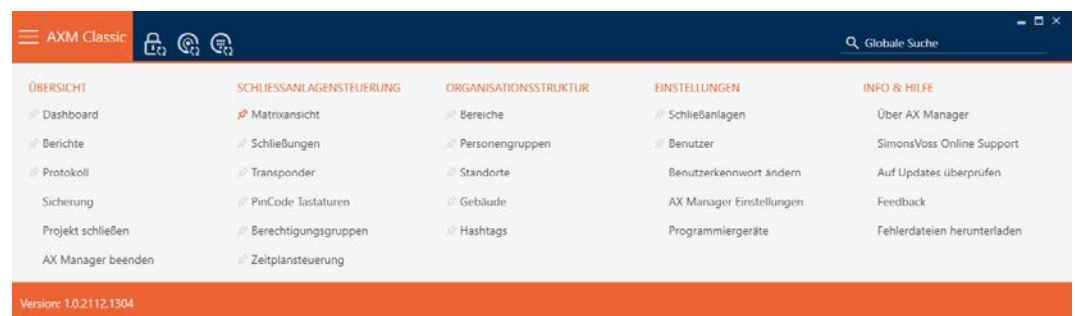 AXM Classic
Globale Suche
ÜBERSICHT
Dashboard
Berichte
Protokoll
Sicherung
Projekt schließen
AX Manager beenden
SCHLIESSANLAGENSTEUERUNG
Matrixansicht
Schließungen
Transponder
PinCode Tastaturen
Berechtigungsgruppen
Zeitplansteuerung
ORGANISATIONSSTRUKTUR
Bereiche
Personengruppen
Standorte
Gebäude
Hashtags
EINSTELLUNGEN
Schließanlagen
Benutzer
Benutzerkennwort ändern
AX Manager Einstellungen
Programmiergeräte
INFO & HILFE
Über AX Manager
SimonsVoss Online Support
Auf Updates überprüfen
Feedback
Fehlerdateien herunterladen
Version: 1.0.2112.1304